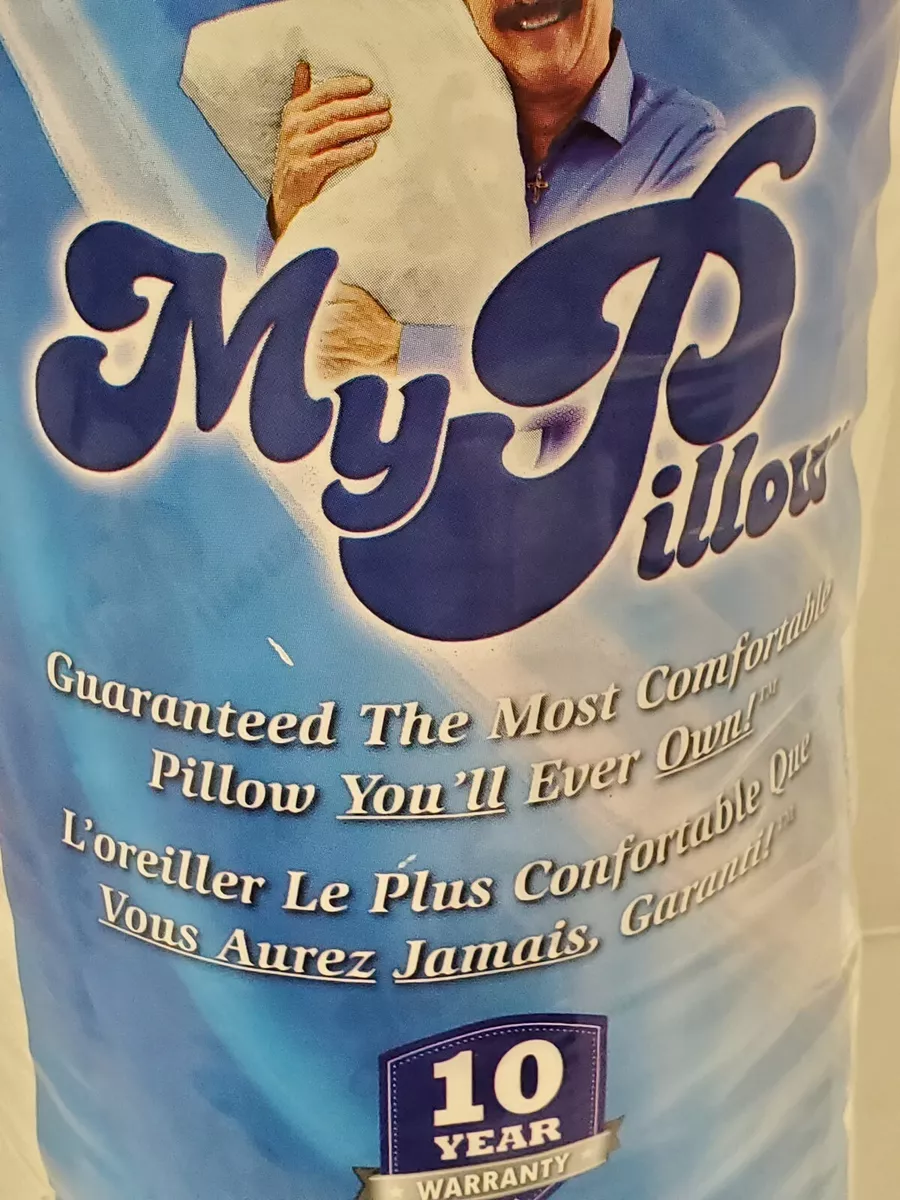 MyPillow™
Guaranteed The Most Comfortable
Pillow You'll Ever Own!™
L'oreiller Le Plus Confortable Que
Vous Aurez Jamais, Garanti!™
10
YEAR
WARRANTY